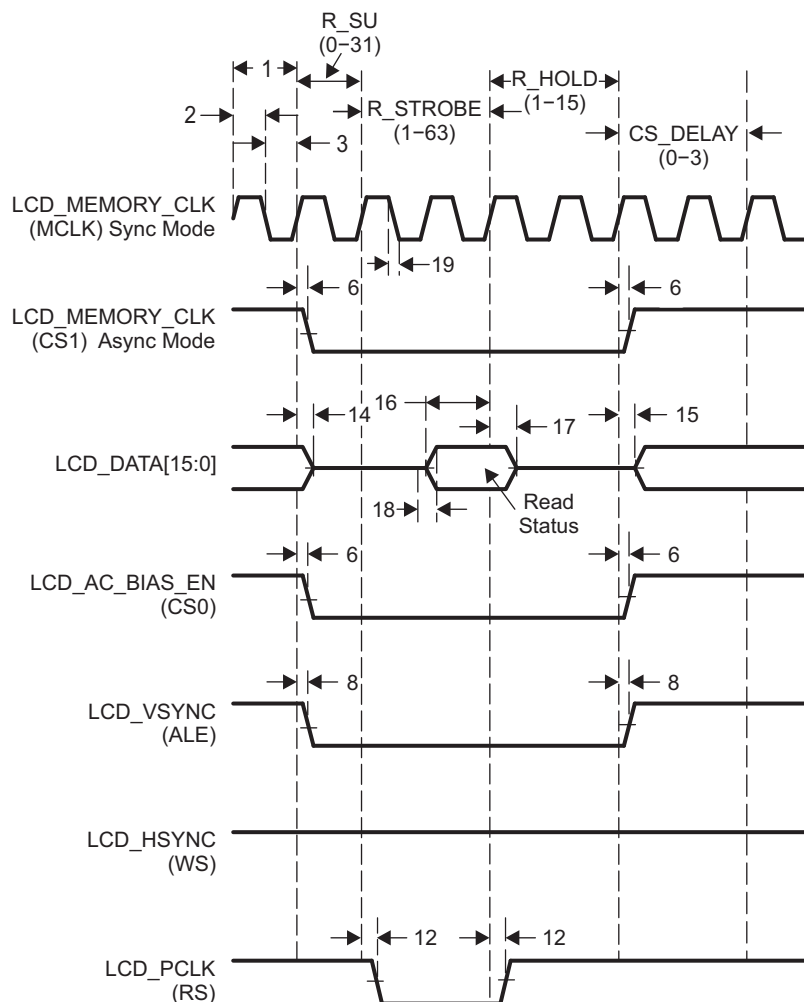 R_SU
(0−31)
1
R_HOLD
(1−15)
2
R_STROBE
(1−63)
3
CS_DELAY
(0−3)
LCD_MEMORY_CLK
(MCLK) Sync Mode
19
6
6
LCD_MEMORY_CLK
(CS1) Async Mode
16
14
17
15
LCD_DATA[15:0]
18
Read
Status
6
6
LCD_AC_BIAS_EN
(CS0)
8
8
LCD_VSYNC
(ALE)
LCD_HSYNC
(WS)
12
12
LCD_PCLK
(RS)